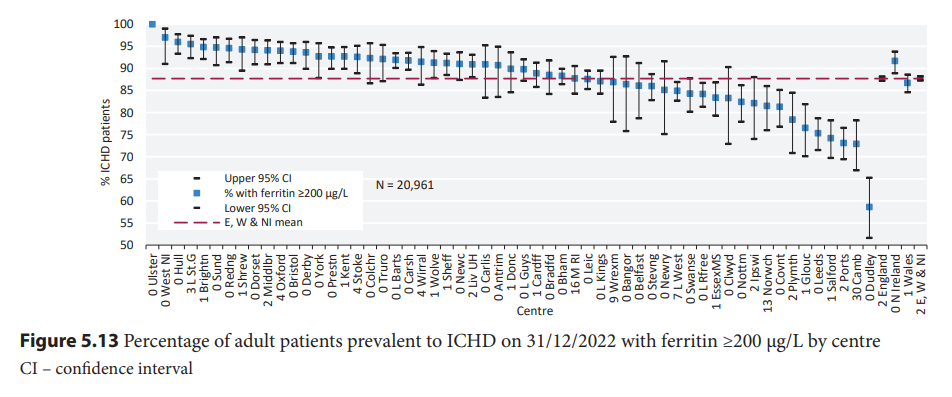 100
95
90
85
80
75
70
65
60
55
50
% ICHD patients
Upper 95% CI
% with ferritin ≥200 µg/L
Lower 95% CI
E, W & NI mean
N = 20,961
0 Ulster
0 West NI
0 Hull
3 L St.G
1 Brightn
0 Sund
0 Redng
1 Shrew
0 Dorset
2 Middlbr
4 Oxford
0 Bristol
0 Derby
0 York
0 Prestn
1 Kent
4 Stoke
0 Colchr
0 Truro
0 L Barts
0 Carsh
4 Wirral
1 Wolve
1 Sheff
0 Newc
2 Liv UH
0 Carlis
0 Antrim
1 Donc
0 L Guys
1 Cardff
0 Bradfd
0 Bham
16 M RI
0 Leic
0 L Kings
9 Wrexm
0 Bangor
0 Belfast
0 Stevng
0 Newry
7 L West
0 Swanse
0 L Rfree
1 EssexMS
0 Clwyd
0 Nottm
2 Ipswi
13 Norwch
0 Covnt
2 Plymth
1 Glouc
0 Leeds
1 Salford
2 Ports
30 Camb
0 Dudley
2 England
0 N Ireland
1 Wales
2 E, W & NI
Centre
Figure 5.13 Percentage of adult patients prevalent to ICHD on 31/12/2022 with ferritin ≥200 µg/L by centre
CI – confidence interval